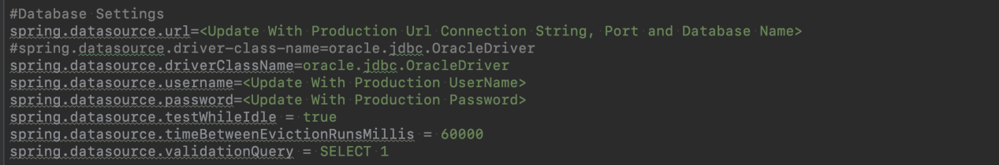 #Database Settings
spring.datasource.url=<Update With Production Url Connection String, Port and Database Name>
#spring.datasource.driver-class-name=oracle.jdbc.OracleDriver
spring.datasource.driverClassName=oracle.jdbc.OracleDriver
spring.datasource.username=<Update With Production UserName>
spring.datasource.password=<Update With Production Password>
spring.datasource.testWhileIdle = true
spring.datasource.timeBetweenEvictionRunsMillis = 60000
spring.datasource.validationQuery = SELECT 1